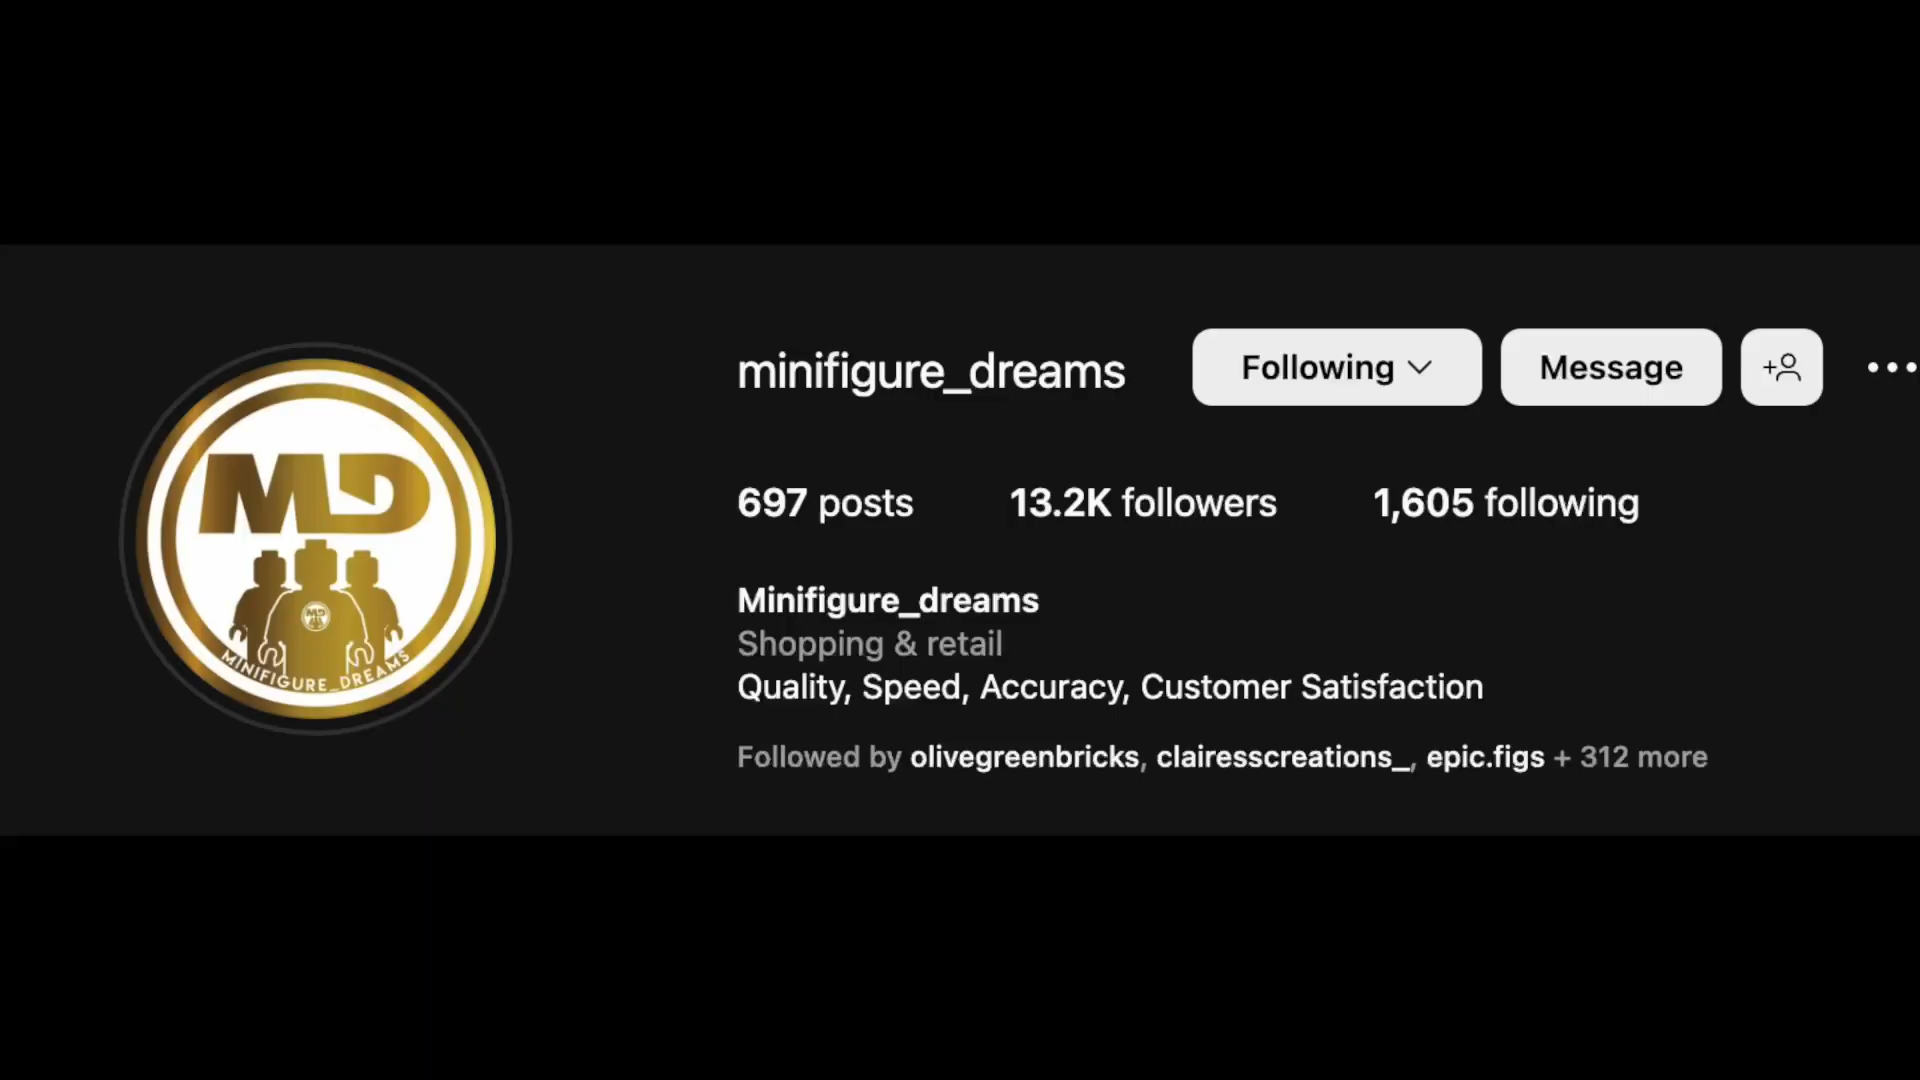 minifigure_dreams Following Message
697 posts 13.2K followers 1,605 following
Minifigure_dreams
Shopping & retail
Quality, Speed, Accuracy, Customer Satisfaction
Followed by olivegreenbricks, clairesscreations_, epic.figs + 312 more
MD
MD
MINIFIGURE_DREAMS